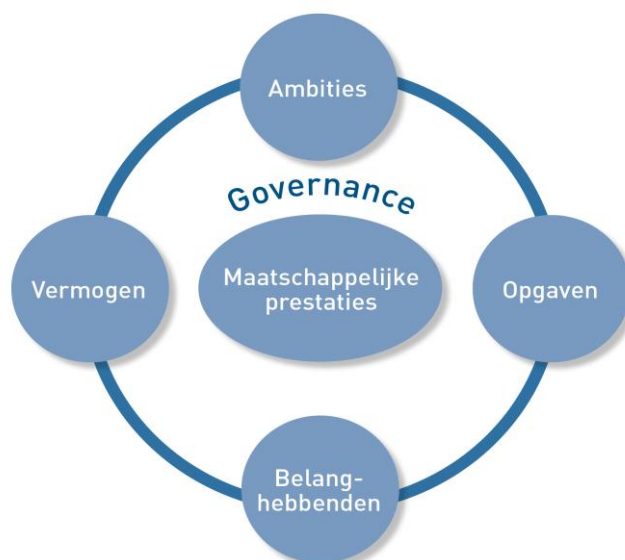 Ambities
Governance
Vermogen
Maatschappelijke
prestaties
Opgaven
Belang-
hebbenden